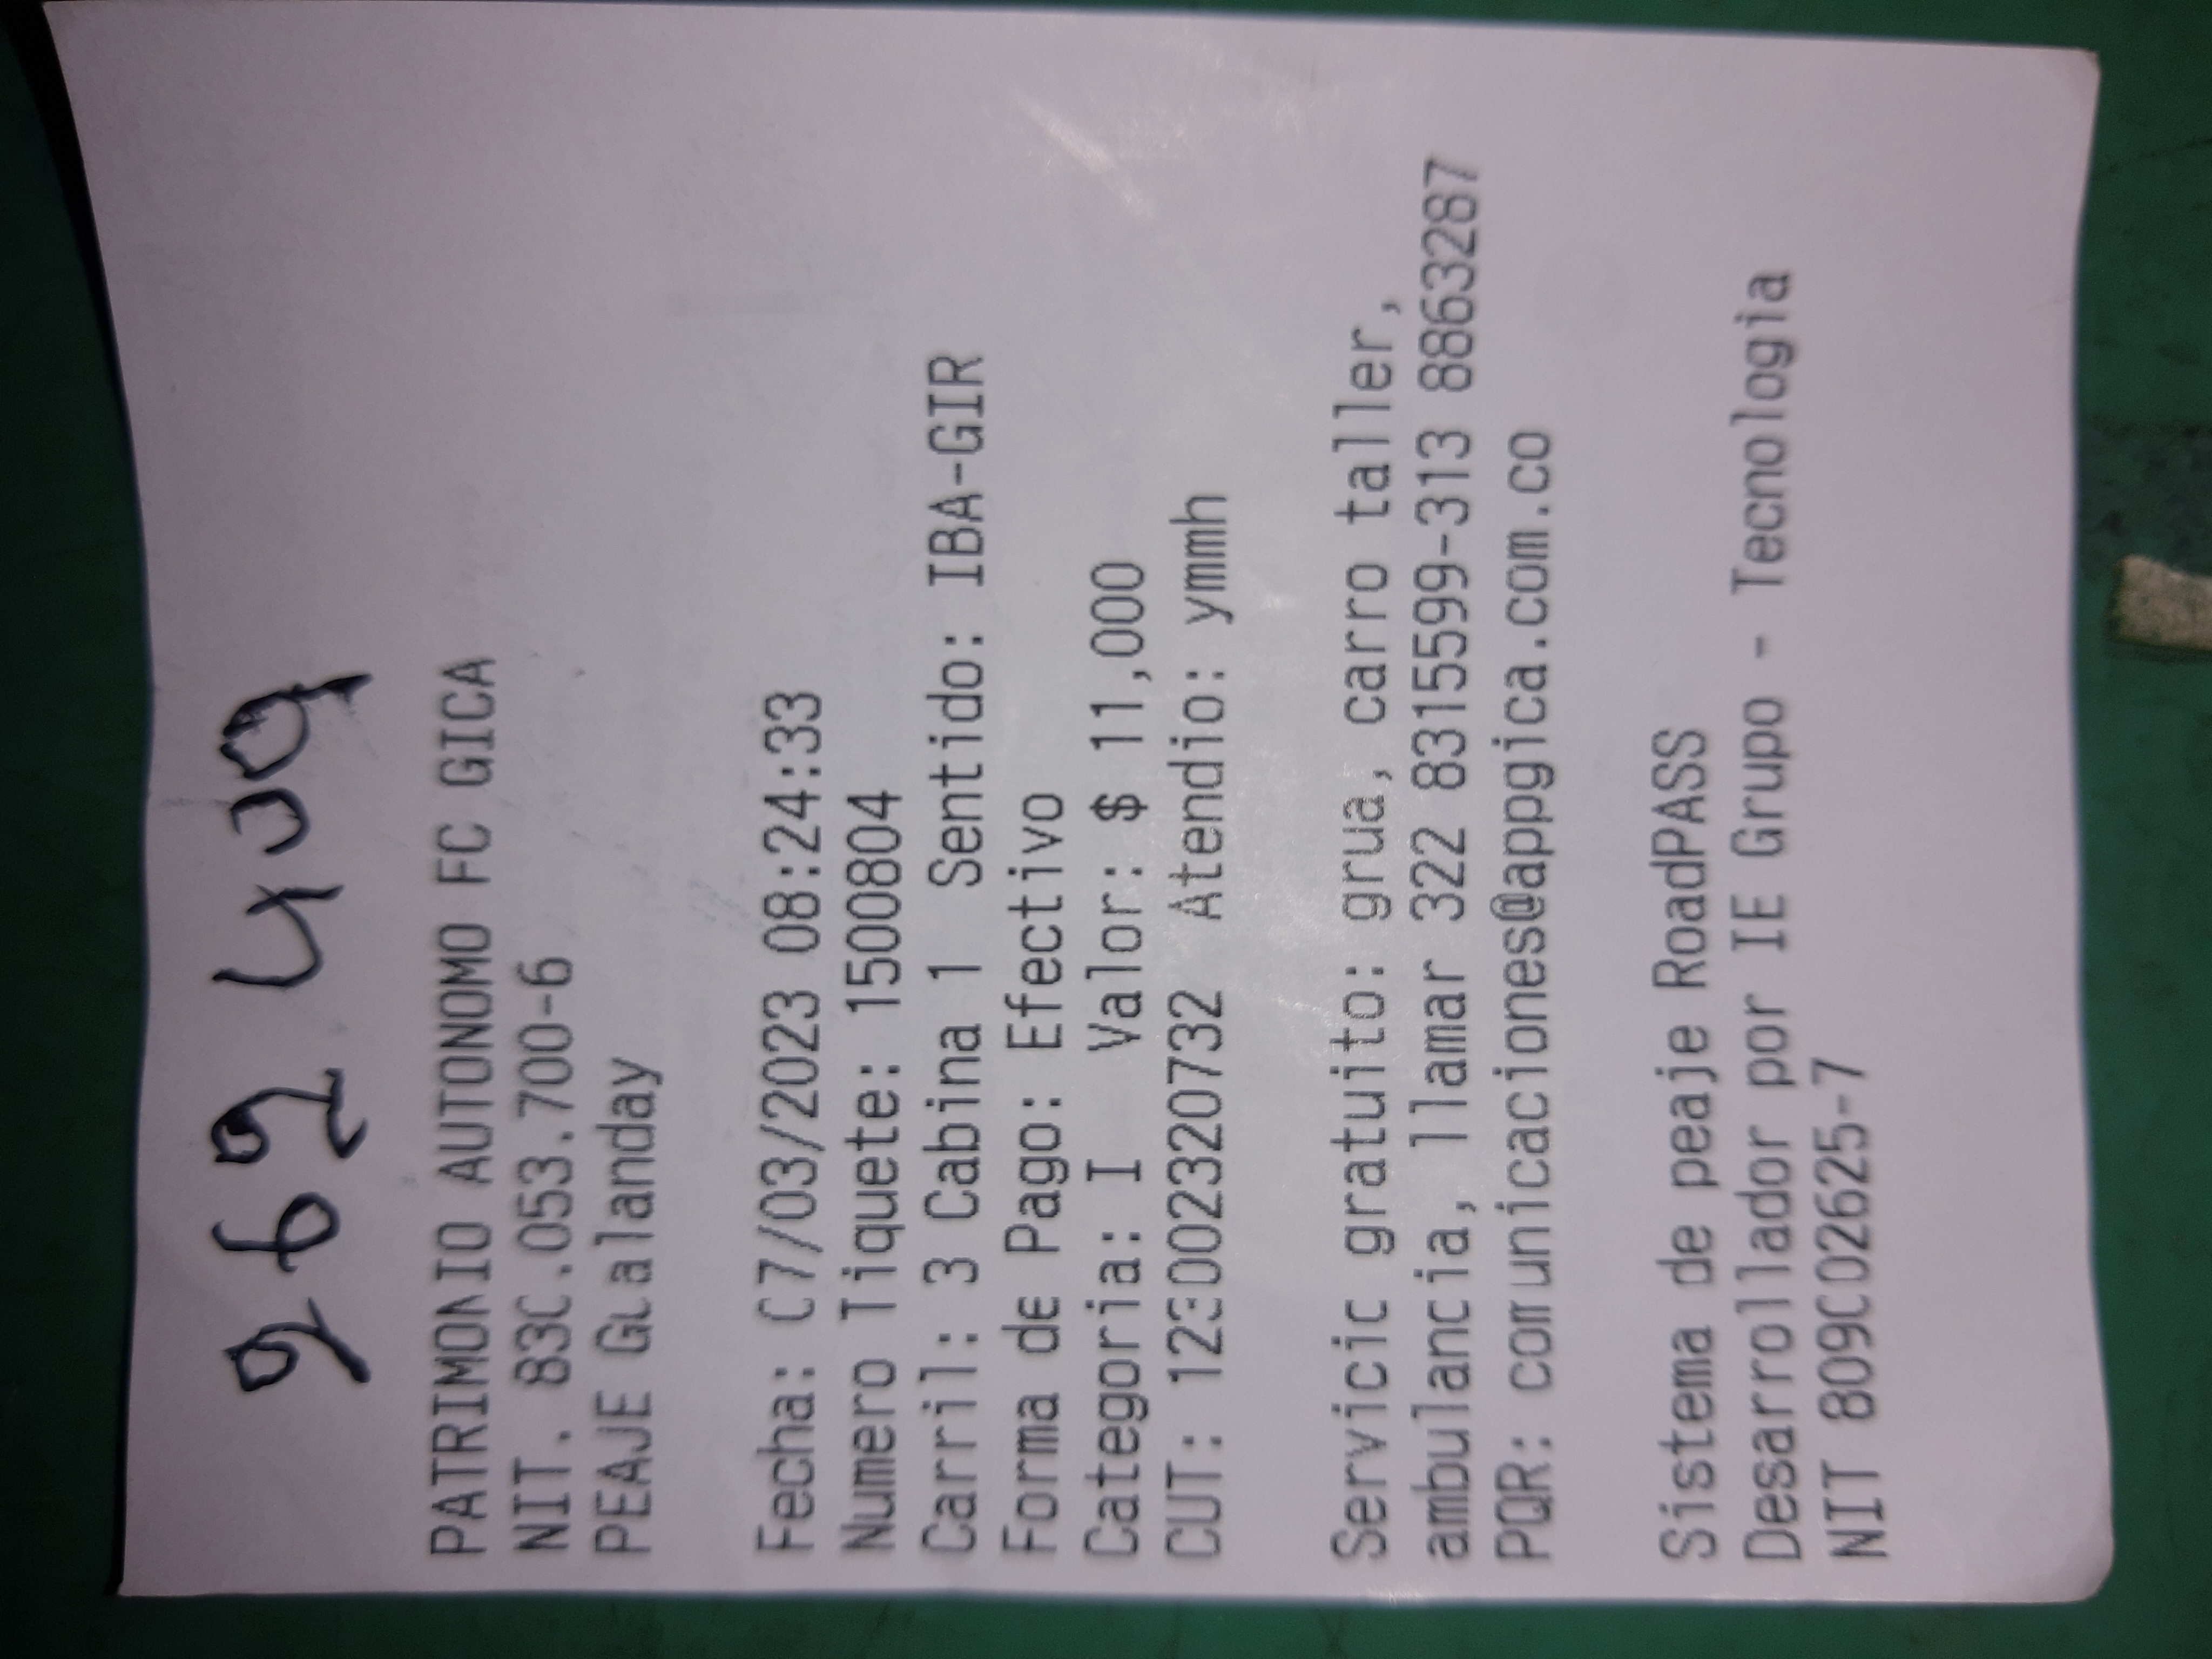 PATRIMONIO AUTONOMO FC GICA
NIT. 830.053.700-6
PEAJE Gualanday
Fecha: 07/03/2023 08:24:33
Numero Tiquete: 1500804
Carril: 3 Cabina 1 Sentido: IBA-GIR
Forma de Pago: Efectivo
Categoria: I Valor: $ 11,000
CUT: 123002320732 Atendio: ymmh
Servicio gratuito: grua, carro taller,
ambulancia, llamar 322 8315599-313 8863287
PQR: comunicaciones@appgica.com.co
Sistema de peaje RoadPASS
Desarrollador por IE Grupo - Tecnologia
NIT 809002625-7